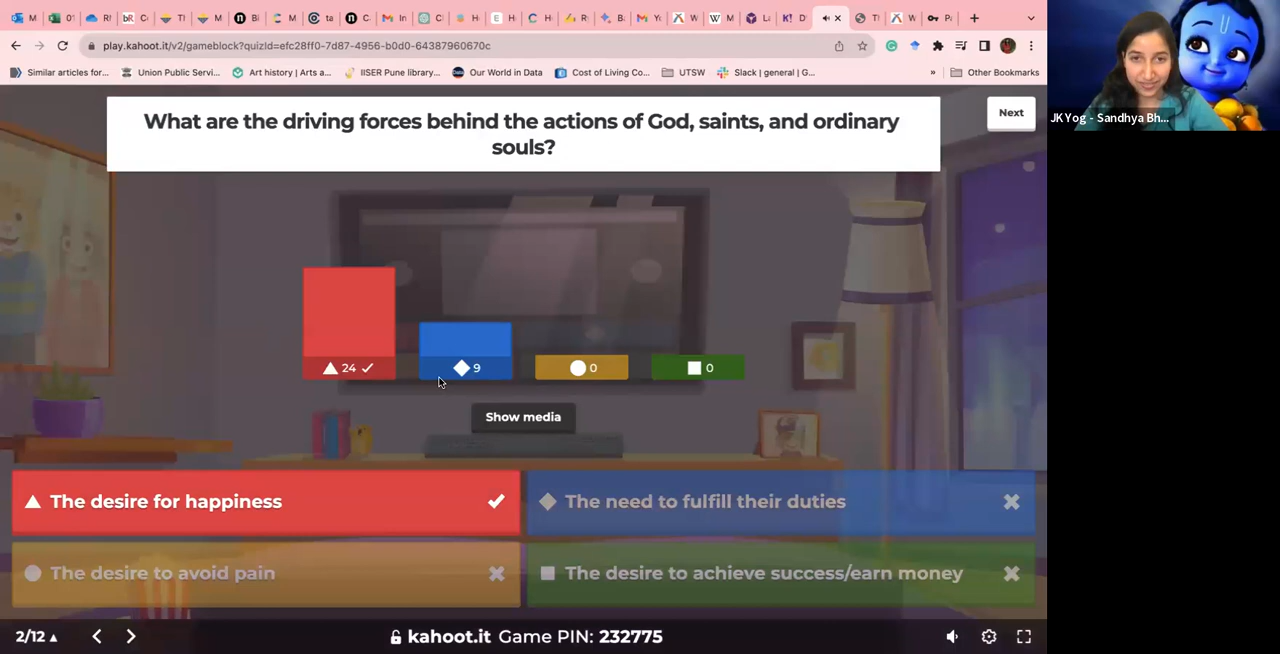 play.kahoot.it/v2/gameblock?quizId=efc28ff0-7d87-4956-b0d0-64387960670c
Similar articles for... Union Public Servi... Art history | Arts a... IISER Pune library... Our World in Data Cost of Living Co... UTSW Slack | general | G... » Other Bookmarks
What are the driving forces behind the actions of God, saints, and ordinary
souls?
Next
JKYog - Sandhya Bh...
24 9 0 0
Show media
The desire for happiness
The need to fulfill their duties
The desire to avoid pain
The desire to achieve success/earn money
2/12 kahoot.it Game PIN: 232775